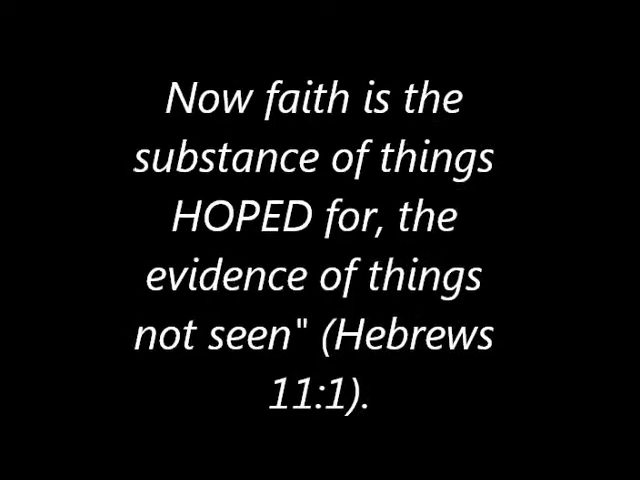 Now faith is the
substance of things
HOPED for, the
evidence of things
not seen" (Hebrews
11:1).